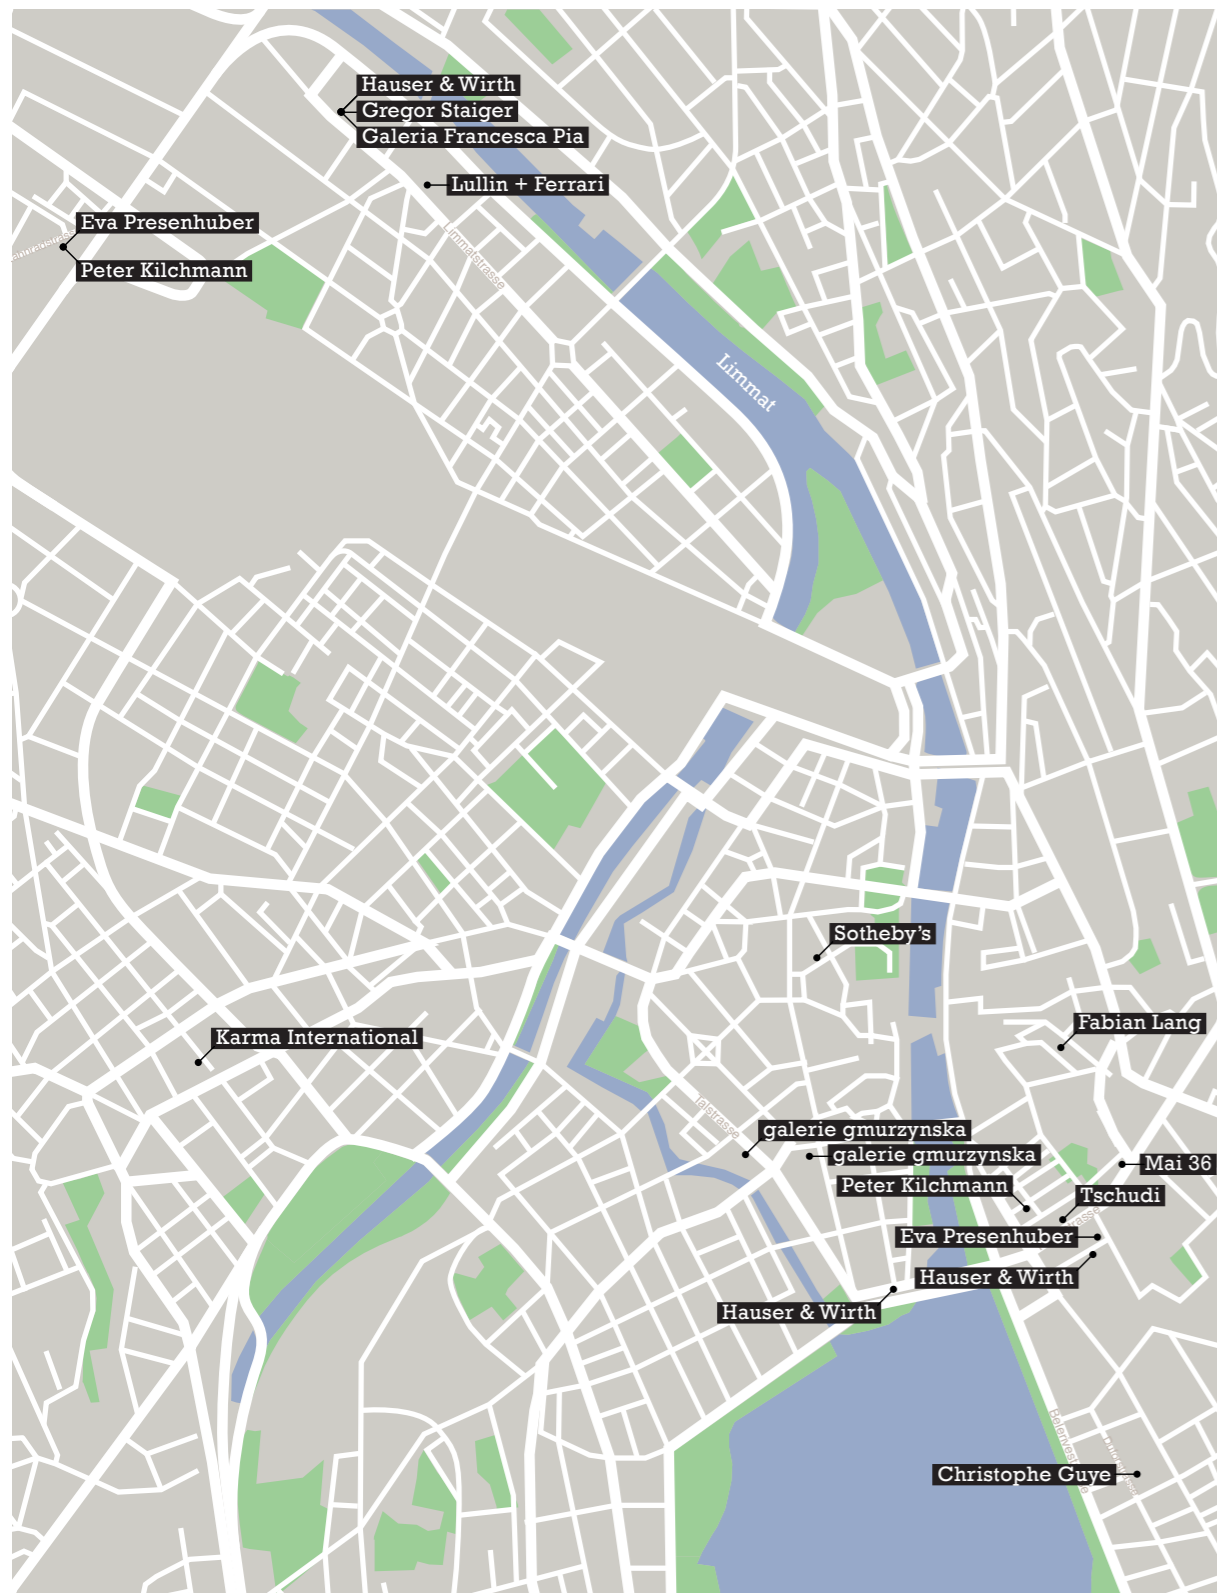 Hauser & Wirth
Gregor Staiger
Galeria Francesca Pia
Lullin + Ferrari
Eva Presenhuber
Peter Kilchmann
Limmatstrasse
Limmat
Sotheby's
Fabian Lang
Karma International
Talstrasse
galerie gmurzynska
galerie gmurzynska
Mai 36
Peter Kilchmann
Tschudi
Eva Presenhuber
Hauser & Wirth
Hauser & Wirth
Christophe Guye